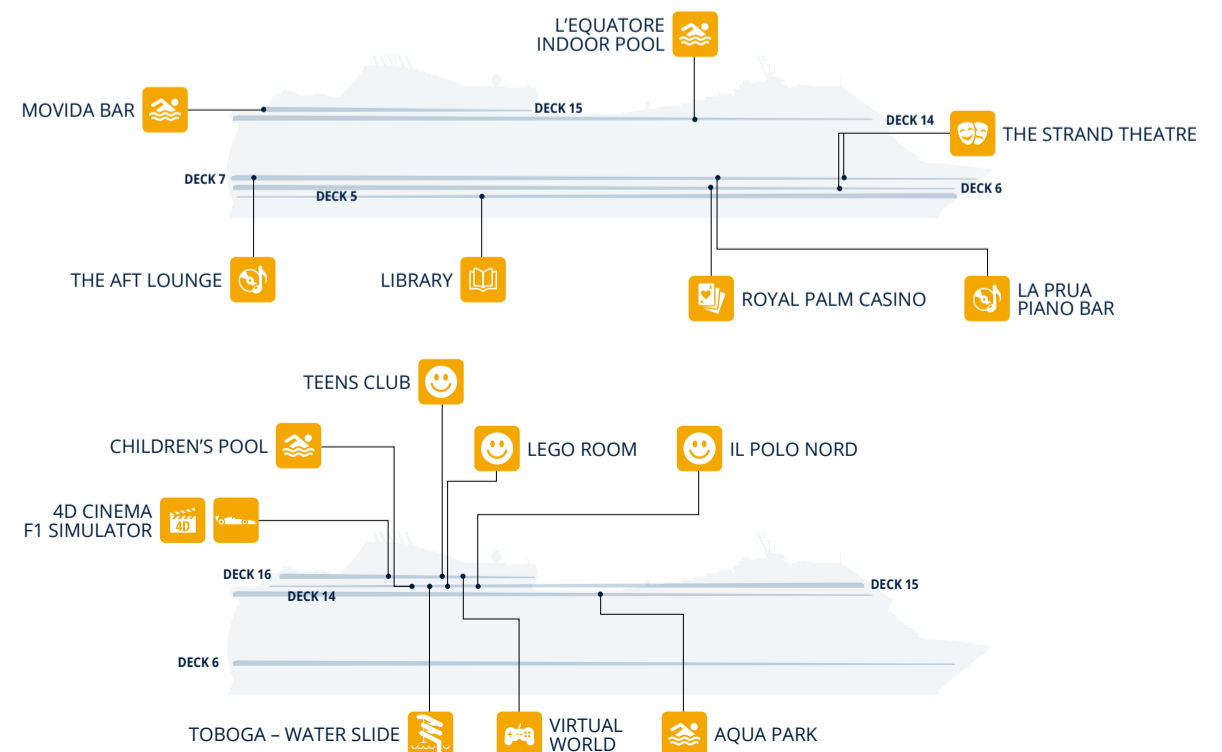 L'EQUATORE
INDOOR POOL
MOVIDA BAR
DECK 15
DECK 14
THE STRAND THEATRE
DECK 7
DECK 6
DECK 5
THE AFT LOUNGE
LIBRARY
ROYAL PALM CASINO
LA PRUA
PIANO BAR
TEENS CLUB
CHILDREN'S POOL
LEGO ROOM
IL POLO NORD
4D CINEMA
F1 SIMULATOR
4D
DECK 16
DECK 15
DECK 14
DECK 6
TOBOGA – WATER SLIDE
VIRTUAL
WORLD
AQUA PARK